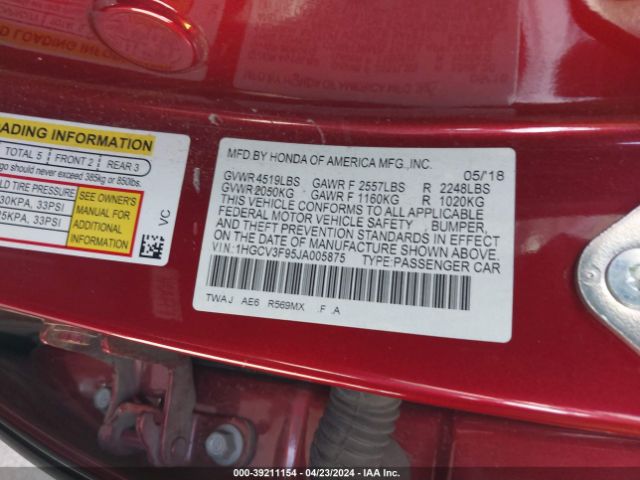 MFD BY HONDA OF AMERICA MFG.,INC. 05/'18
GVWR 4519LBS GAWR F 2557LBS R 2248LBS
GVWR 2050KG GAWR F 1160KG R 1020KG
THIS VEHICLE CONFORMS TO ALL APPLICABLE
FEDERAL MOTOR VEHICLE SAFETY BUMPER,
AND THEFT PREVENTION STANDARDS IN EFFECT
ON THE DATE OF MANUFACTURE SHOWN ABOVE.
VIN:1HGCV3F95JA005875 TYPE:PASSENGER CAR
TWAJ AE6 R569MX .F .A
LOADING INFORMATION
TOTAL 5 FRONT 2 REAR 3
go should never exceed 385kg or 850lbs.
TIRE PRESSURE
30KPA, 33PSI
25KPA, 33PSI
SEE OWNER'S
MANUAL FOR
ADDITIONAL
INFORMATION
VC
000-39211154 - 04/23/2024 - IAA Inc.